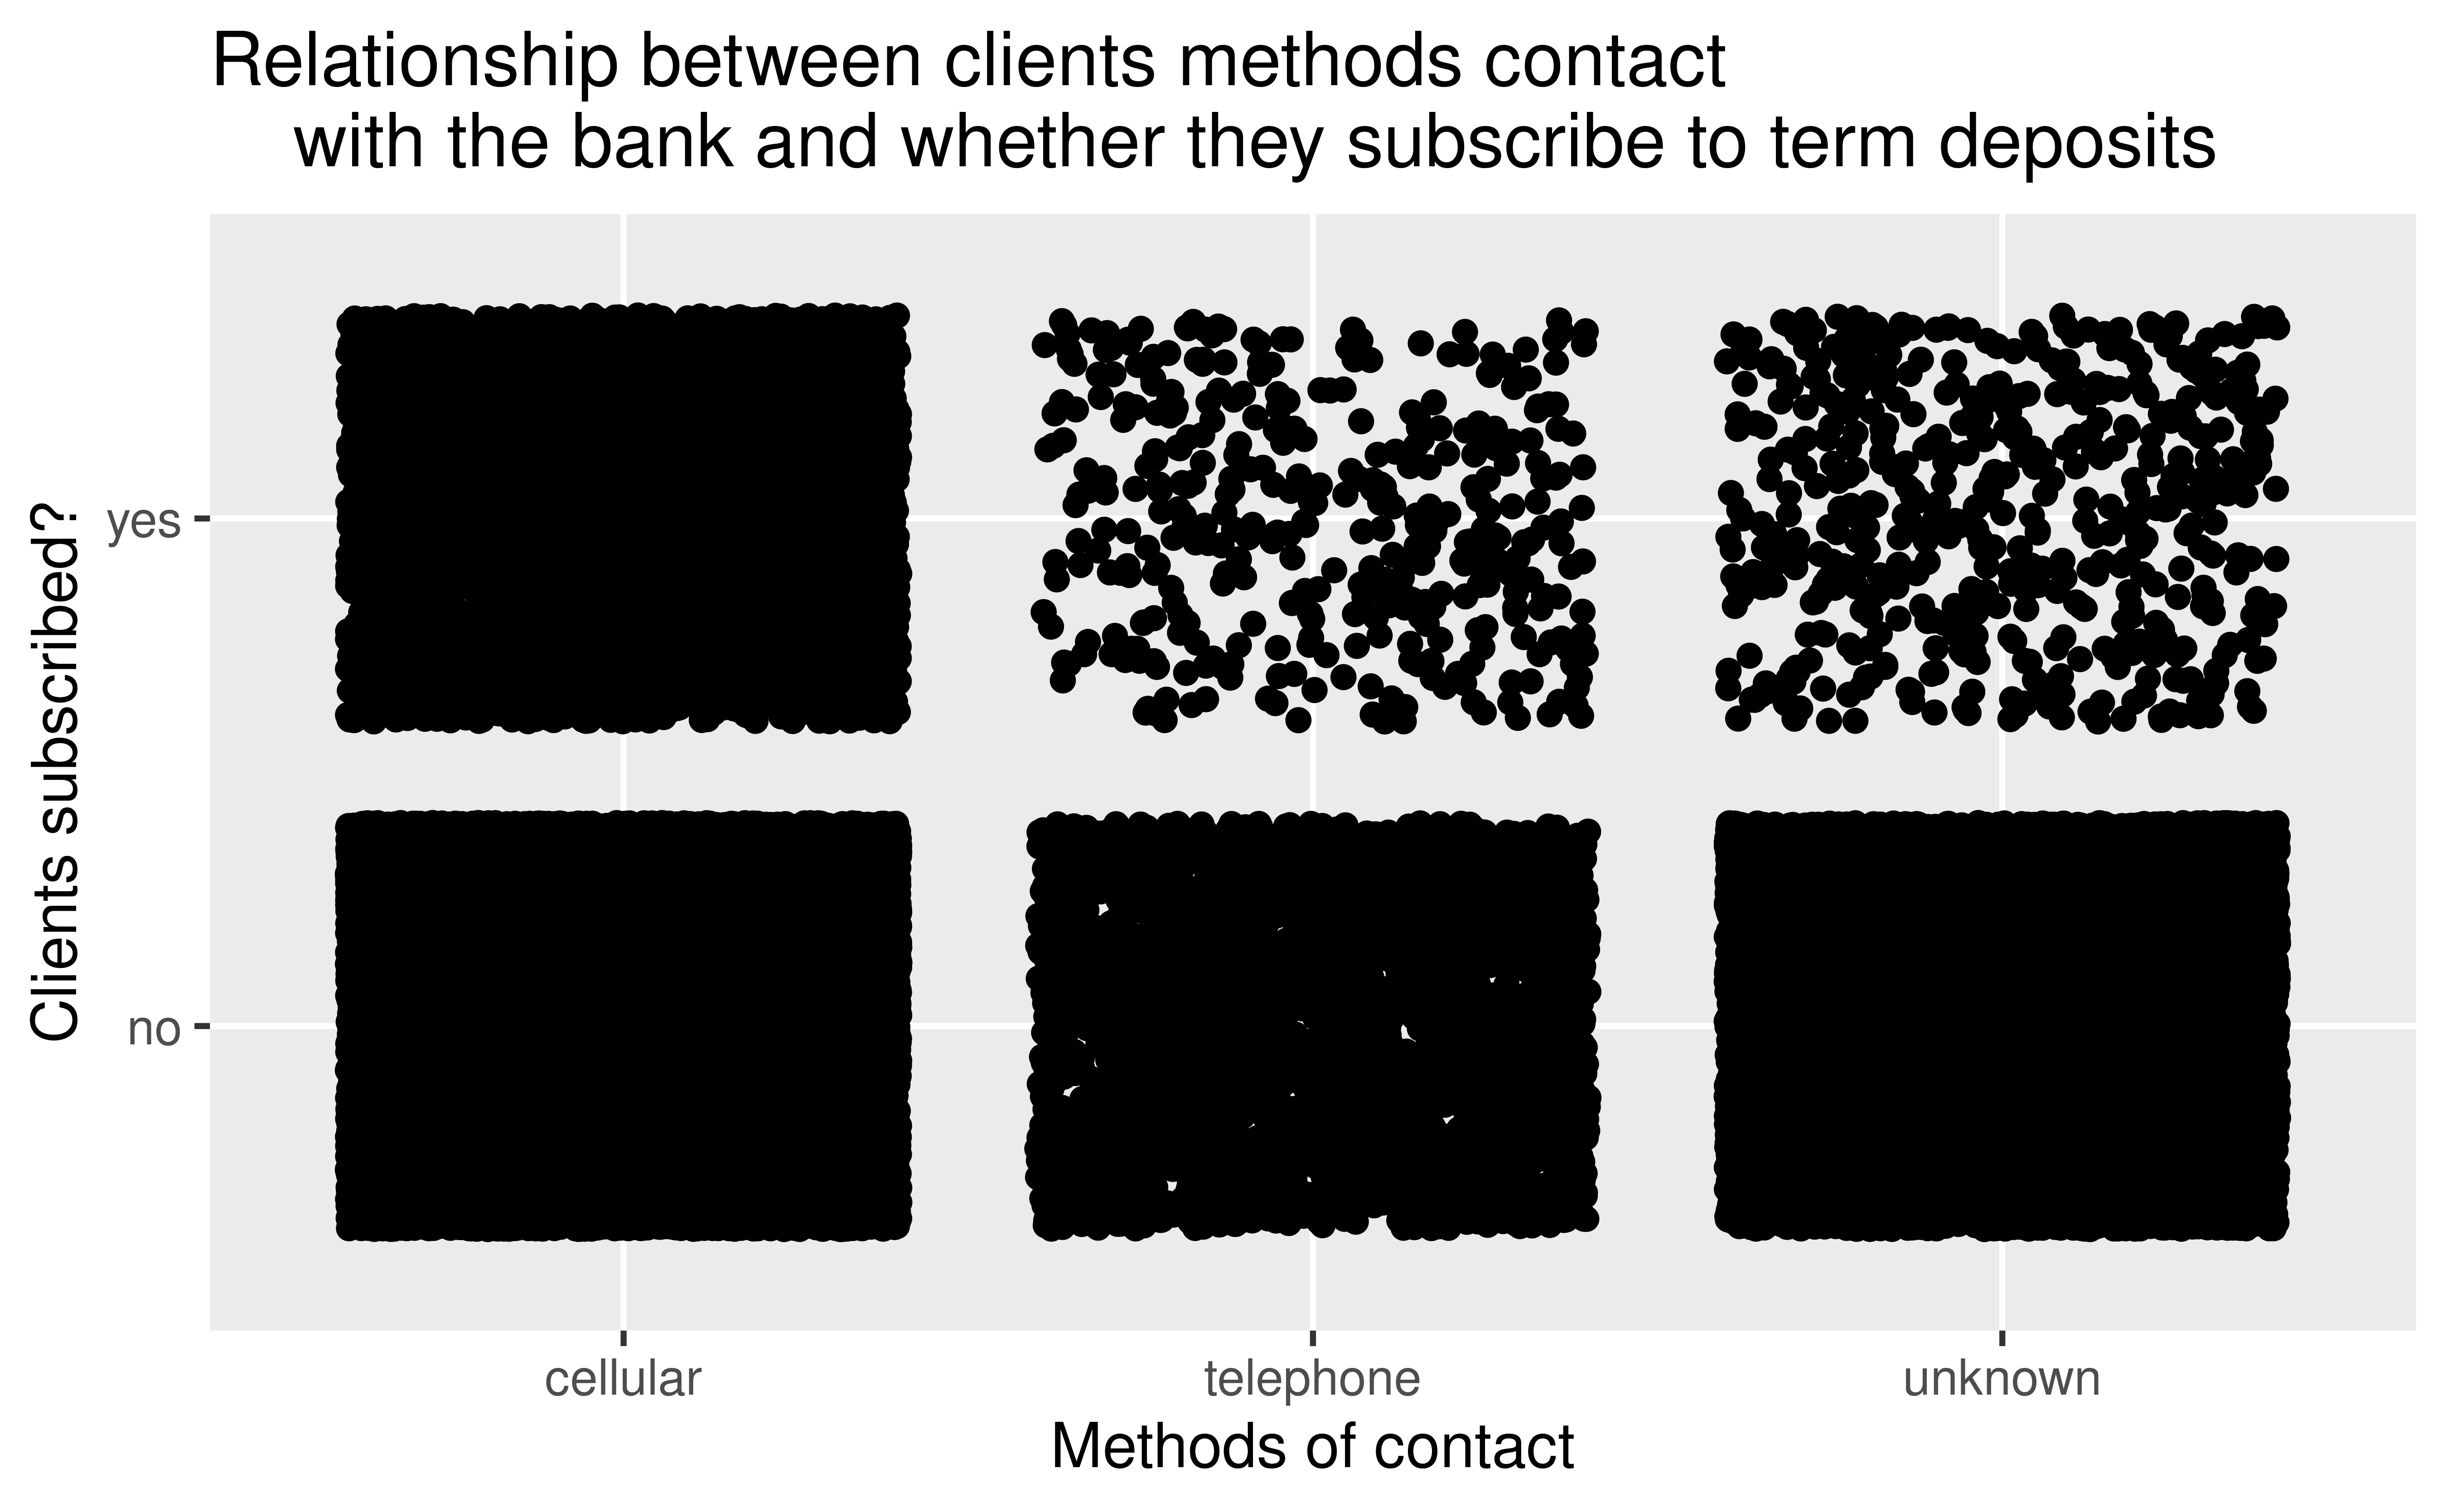 Relationship between clients methods contact
with the bank and whether they subscribe to term deposits
Clients subscribed?
yes
no
cellular
telephone
unknown
Methods of contact